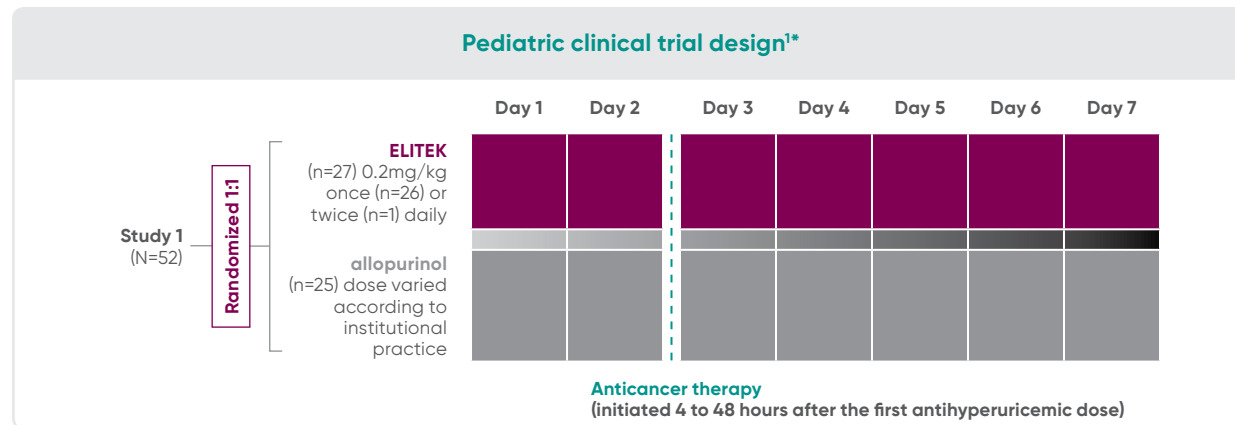 Pediatric clinical trial design¹*
Day 1 Day 2 Day 3 Day 4 Day 5 Day 6 Day 7
Study 1
(N=52)
Randomized 1:1
ELITEK
(n=27) 0.2mg/kg
once (n=26) or
twice (n=1) daily
allopurinol
(n=25) dose varied
according to
institutional
practice
Anticancer therapy
(initiated 4 to 48 hours after the first antihyperuricemic dose)